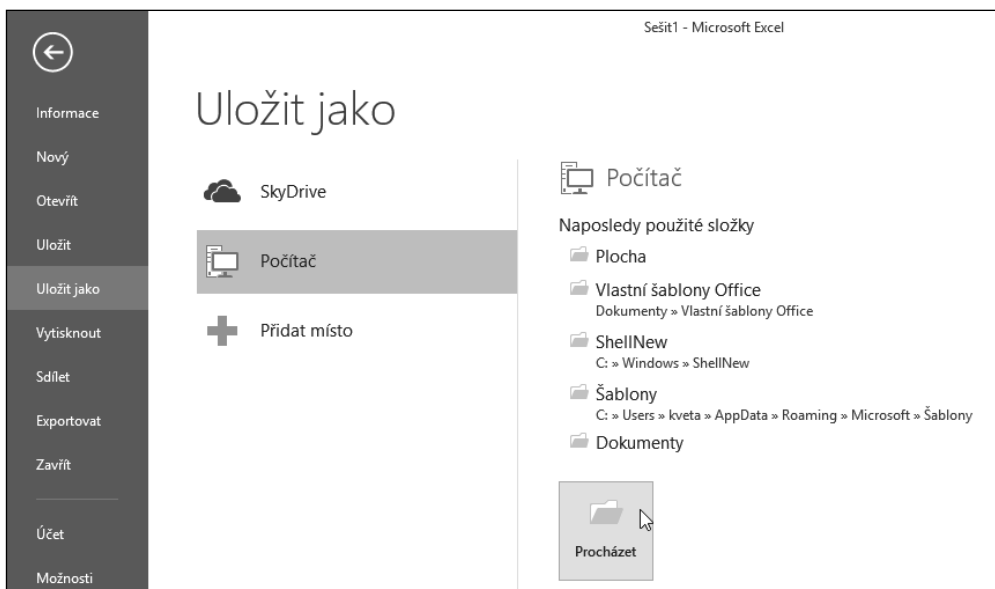 Sešit1 - Microsoft Excel
Informace
Nový
Otevřít
Uložit
Uložit jako
Vytisknout
Sdílet
Exportovat
Zavřít
Účet
Možnosti
Uložit jako
SkyDrive
Počítač
Přidat místo
Počítač
Naposledy použité složky
Plocha
Vlastní šablony Office
Dokumenty » Vlastní šablony Office
ShellNew
C: » Windows » ShellNew
Šablony
C: » Users » kveta » AppData » Roaming » Microsoft » Šablony
Dokumenty
Procházet